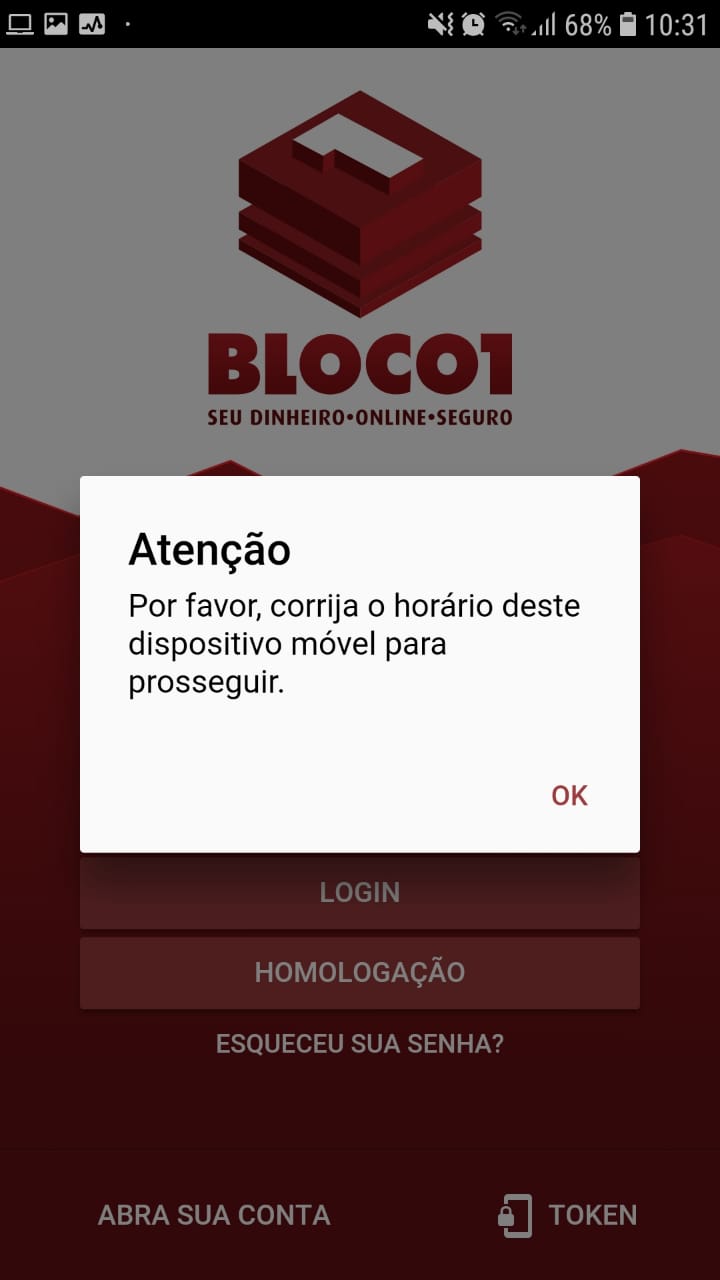 68% 10:31
BLOCO1
SEU DINHEIRO•ONLINE•SEGURO
Atenção
Por favor, corrija o horário deste
dispositivo móvel para
prosseguir.
OK
LOGIN
HOMOLOGAÇÃO
ESQUECEU SUA SENHA?
ABRA SUA CONTA TOKEN